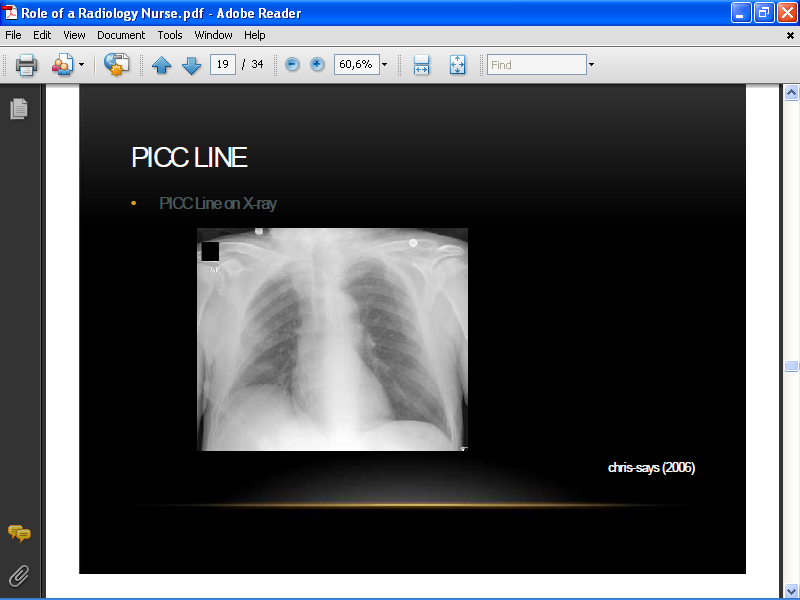 Role of a Radiology Nurse.pdf - Adobe Reader
File Edit View Document Tools Window Help
19 / 34 60,6% Find
PICC LINE
• PICC Line on X-ray
chris-says (2006)